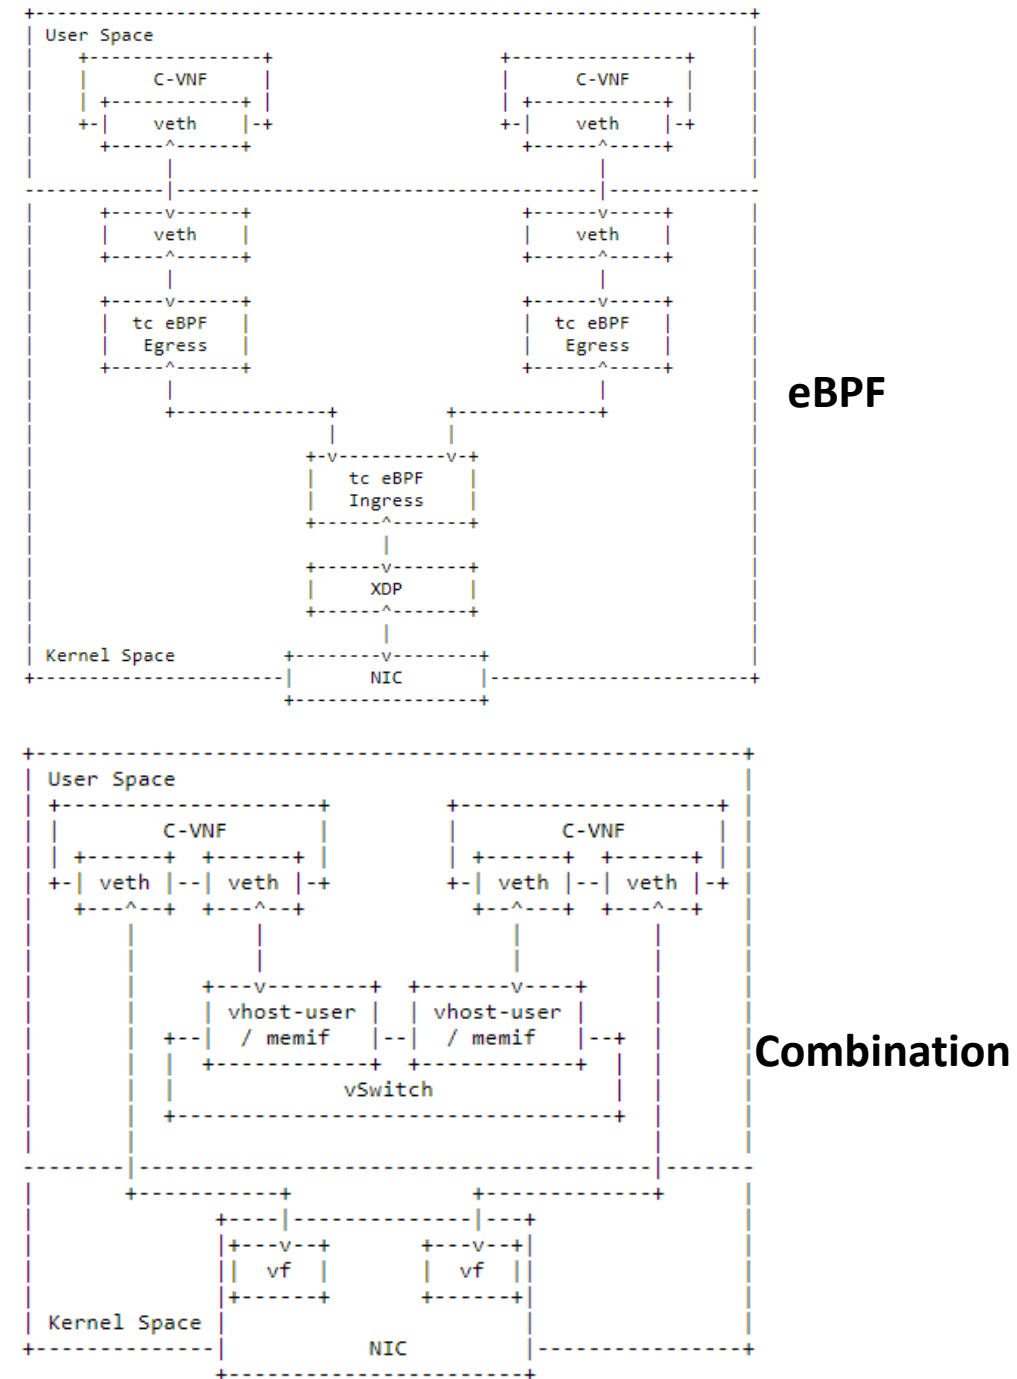 User Space
C-VNF C-VNF
veth veth
veth veth
tc eBPF tc eBPF
Egress Egress
eBPF
tc eBPF
Ingress
XDP
Kernel Space
NIC
User Space
C-VNF C-VNF
veth veth veth veth
vhost-user vhost-user
/ memif / memif
Combination
vSwitch
vf vf
Kernel Space
NIC